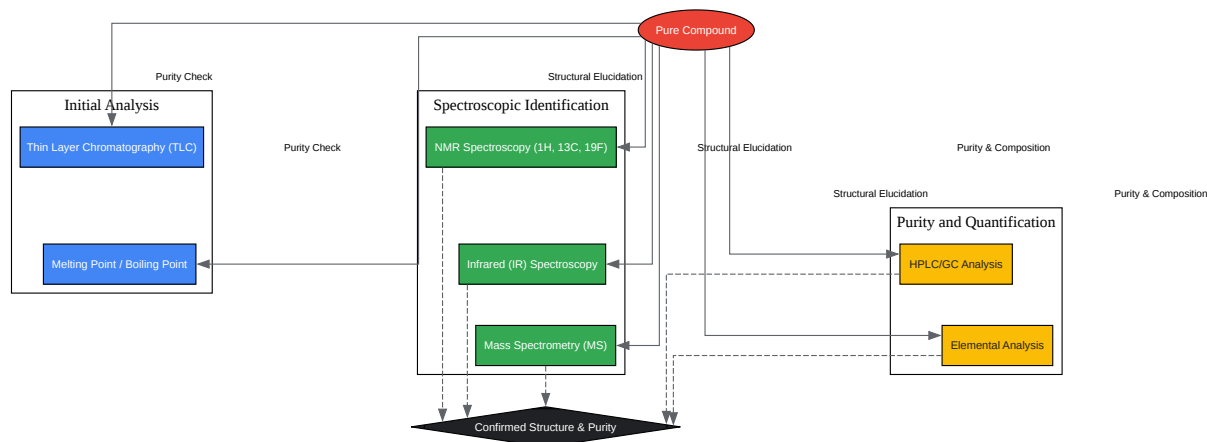 Pure Compound
Purity Check
Structural Elucidation
Initial Analysis
Spectroscopic Identification
Thin Layer Chromatography (TLC)
Purity Check
NMR Spectroscopy (1H, 13C, 19F)
Structural Elucidation
Purity & Composition
Structural Elucidation
Purity & Composition
Purity and Quantification
Melting Point / Boiling Point
Infrared (IR) Spectroscopy
HPLC/GC Analysis
Mass Spectrometry (MS)
Elemental Analysis
Confirmed Structure & Purity